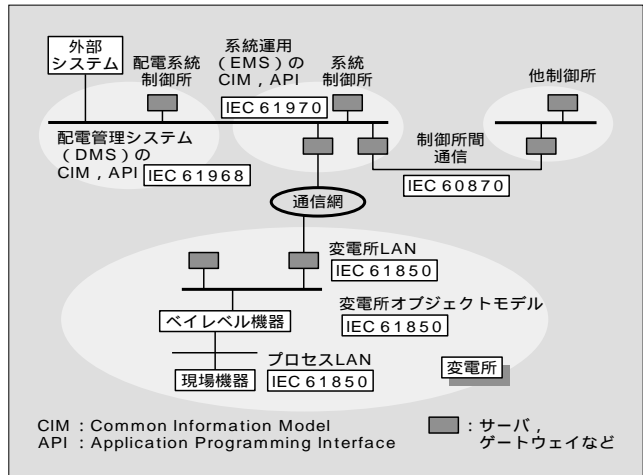 外部
システム
配電系統
制御所
系統運用
（EMS）の
CIM，API
IEC 61970
系統
制御所
他制御所
配電管理システム
（DMS）の
CIM，API
IEC 61968
制御所間
通信
IEC 60870
通信網
変電所LAN
IEC 61850
変電所オブジェクトモデル
IEC 61850
ベイレベル機器
プロセスLAN
IEC 61850
現場機器
変電所
CIM：Common Information Model
API：Application Programming Interface
：サーバ，
ゲートウェイなど